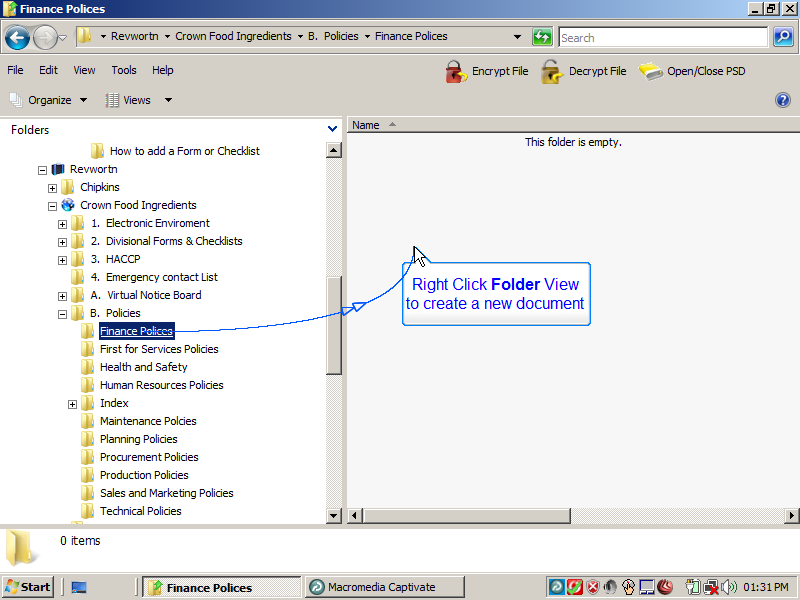 Finance Polices
Revwortn Crown Food Ingredients B. Policies Finance Polices Search
File Edit View Tools Help Encrypt File Decrypt File Open/Close PSD
Organize Views
Folders
Name
This folder is empty.
How to add a Form or Checklist
Revwortn
Chipkins
Crown Food Ingredients
1. Electronic Enviroment
2. Divisional Forms & Checklists
3. HACCP
4. Emergency contact List
A. Virtual Notice Board
B. Policies
Finance Polices
First for Services Policies
Health and Safety
Human Resources Policies
Index
Maintenance Polcies
Planning Policies
Procurement Policies
Production Policies
Sales and Marketing Policies
Technical Policies
Right Click Folder View
to create a new document
0 items
Start Finance Polices Macromedia Captivate 01:31 PM